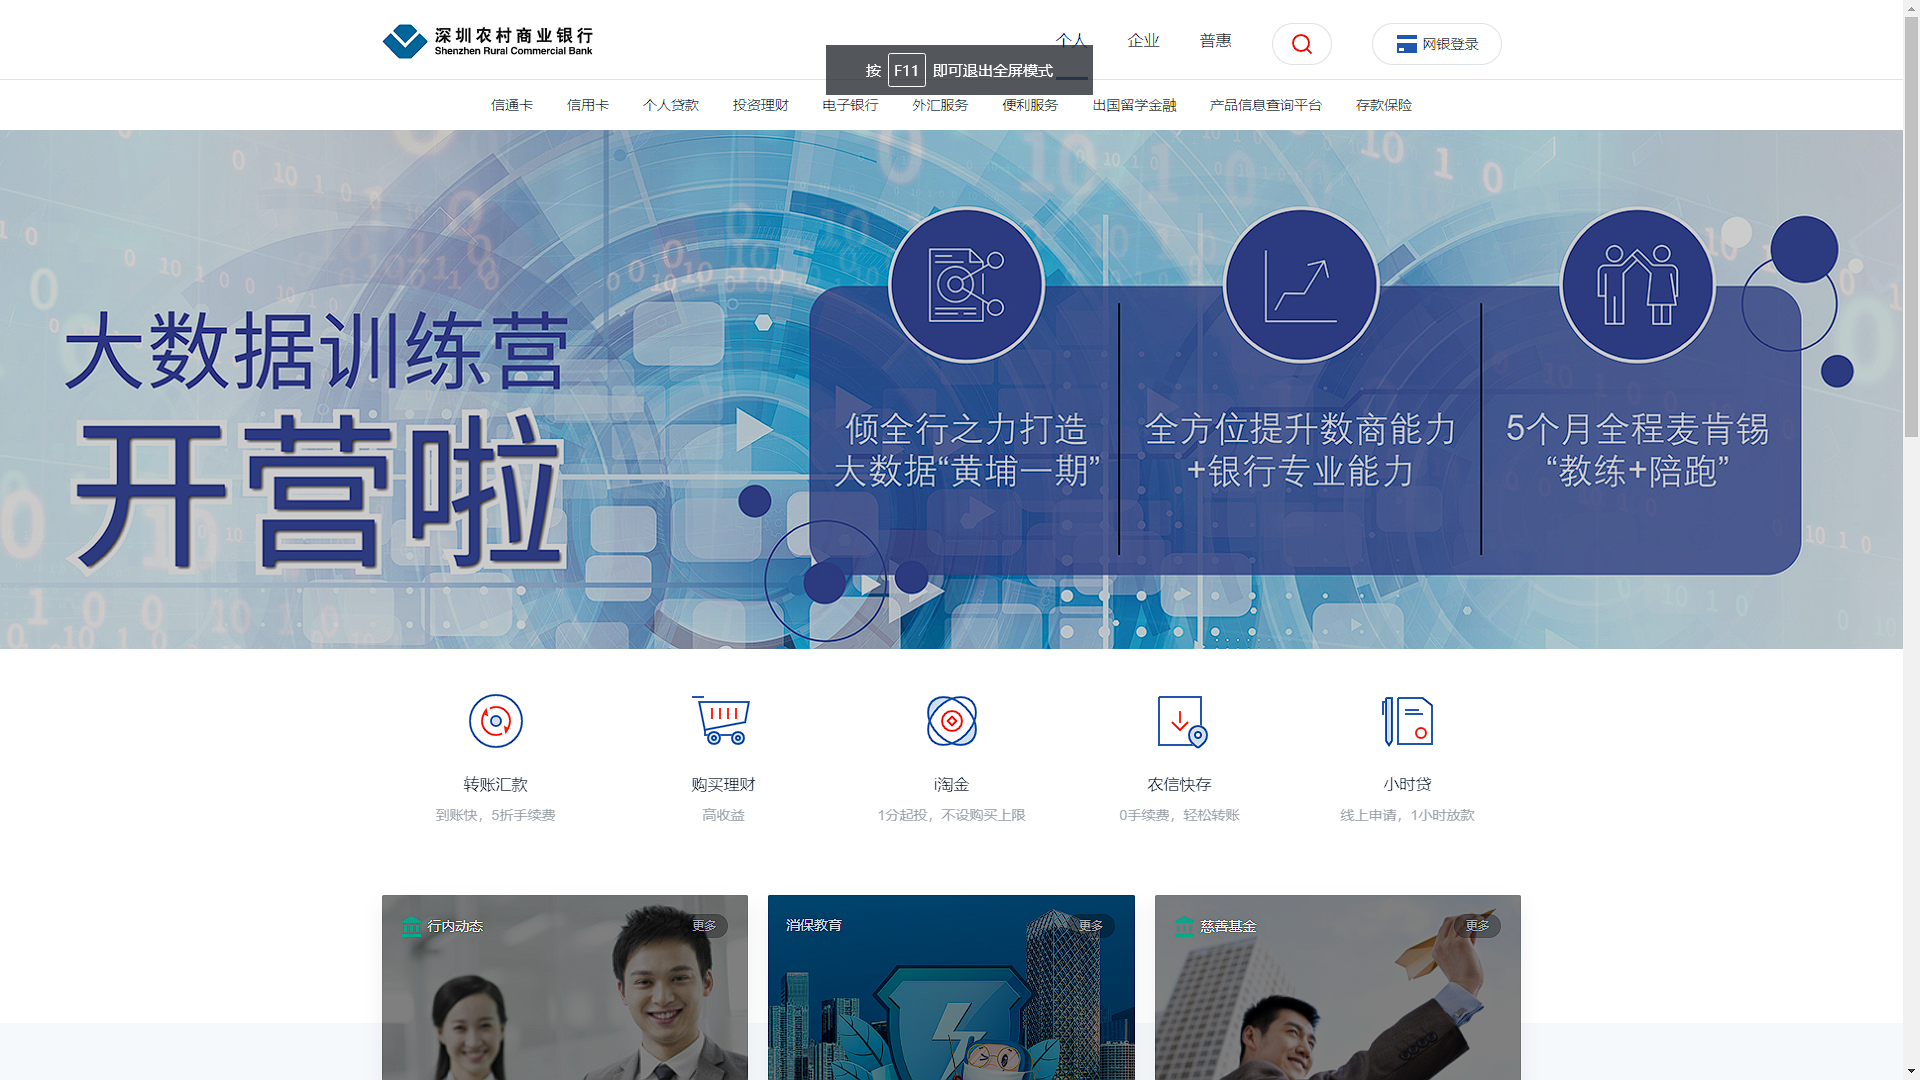 深圳农村商业银行
Shenzhen Rural Commercial Bank
个人
企业
普惠
网银登录
按 F11 即可退出全屏模式
信通卡
信用卡
个人贷款
投资理财
电子银行
外汇服务
便利服务
出国留学金融
产品信息查询平台
存款保险
大数据训练营
开营啦
倾全行之力打造
大数据“黄埔一期”
全方位提升数商能力
+银行专业能力
5个月全程麦肯锡
“教练+陪跑”
转账汇款
到账快，5折手续费
购买理财
高收益
i淘金
1分起投，不设购买上限
农信快存
0手续费，轻松转账
小时贷
线上申请，1小时放款
行内动态
更多
消保教育
更多
慈善基金
更多